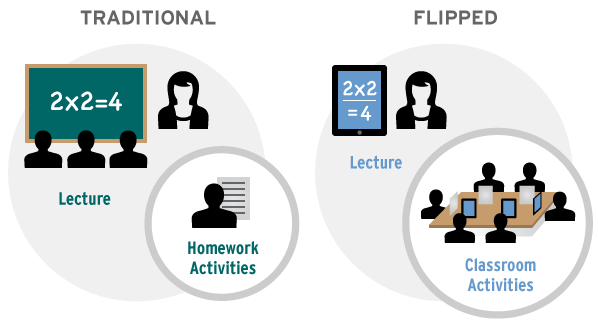 TRADITIONAL
2x2=4
Lecture
Homework
Activities
FLIPPED
2x2
=4
Lecture
Classroom
Activities